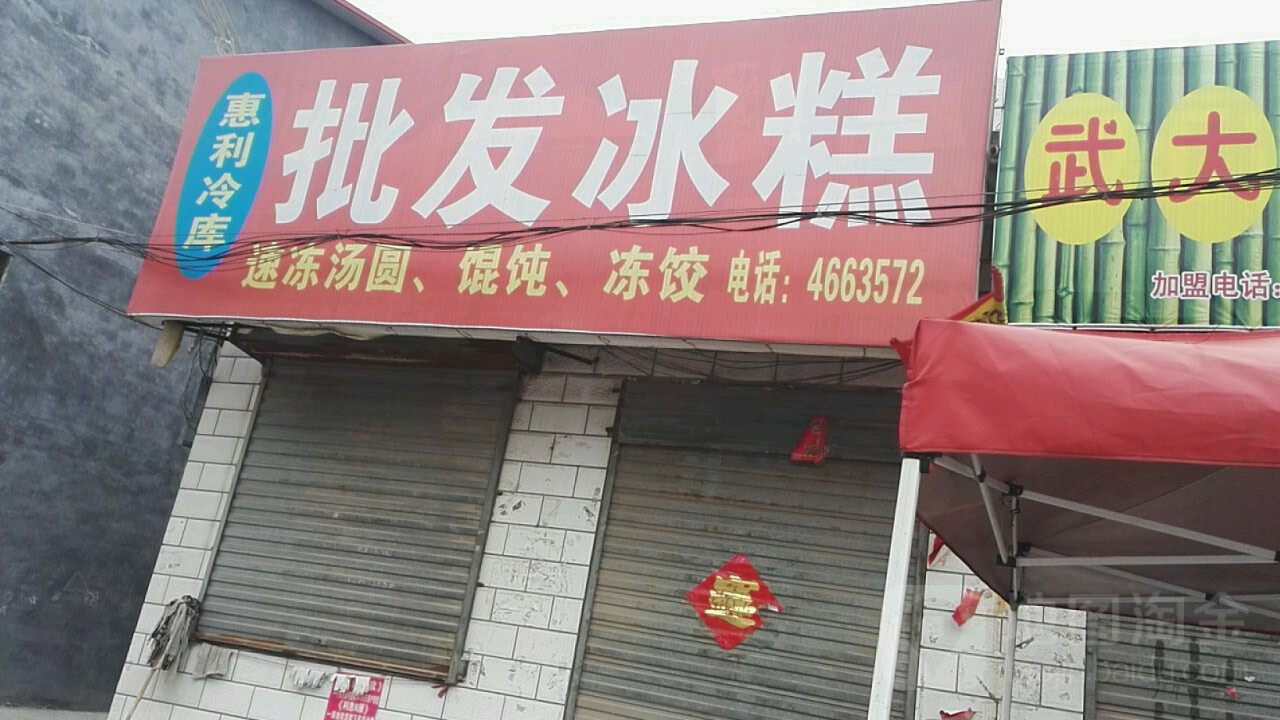 惠利冷库
批发冰糕
速冻汤圆、馄饨、冻饺 电话：4663572
武大
加盟电话：